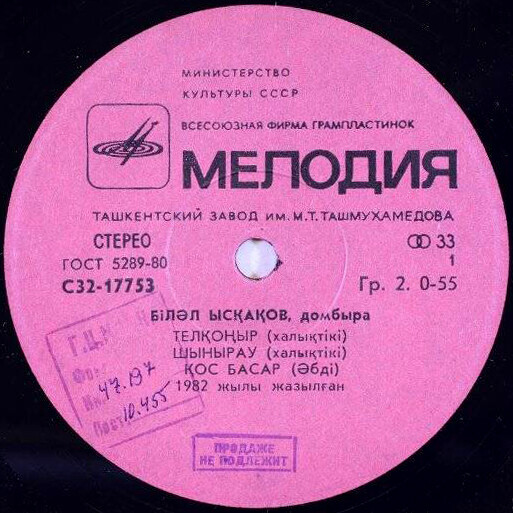 МИНИСТЕРСТВО
КУЛЬТУРЫ СССР
ВСЕСОЮЗНАЯ ФИРМА ГРАМПЛАСТИНОК
МЕЛОДИЯ
ТАШКЕНТСКИЙ ЗАВОД ИМ. М.Т. ТАШМУХАМЕДОВА
СТЕРЕО
33
ГОСТ 5289-80
1
С32-17753
Гр. 2. 0-55
БІЛӘЛ ЫСҚАҚОВ, домбыра
ТЕЛҚОҢЫР (халықтікі)
ШЫНЫРАУ (халықтікі)
ҚОС БАСАР (Әбді)
1982 жылы жазылған
47.197
10.455
ПРОДАЖЕ
НЕ ПОДЛЕЖИТ